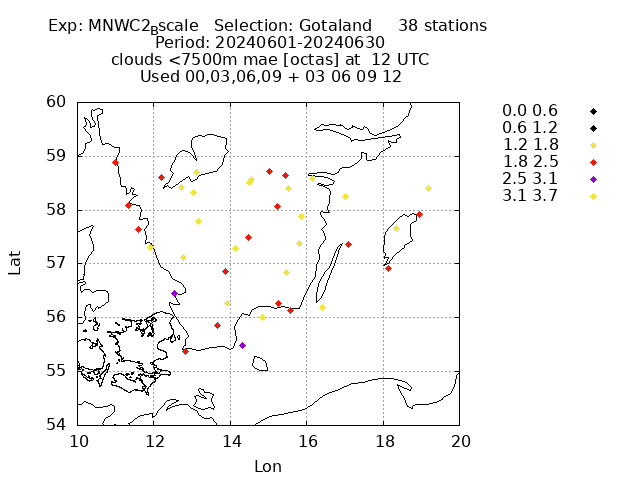 Exp: MNWC2Bscale   Selection: Gotaland     38 stations
Period: 20240601-20240630
clouds <7500m mae [octas] at  12 UTC
Used 00,03,06,09 + 03 06 09 12
60
59
58
57
56
55
54
Lat
10 12 14 16 18 20
Lon
0.0 0.6
0.6 1.2
1.2 1.8
1.8 2.5
2.5 3.1
3.1 3.7